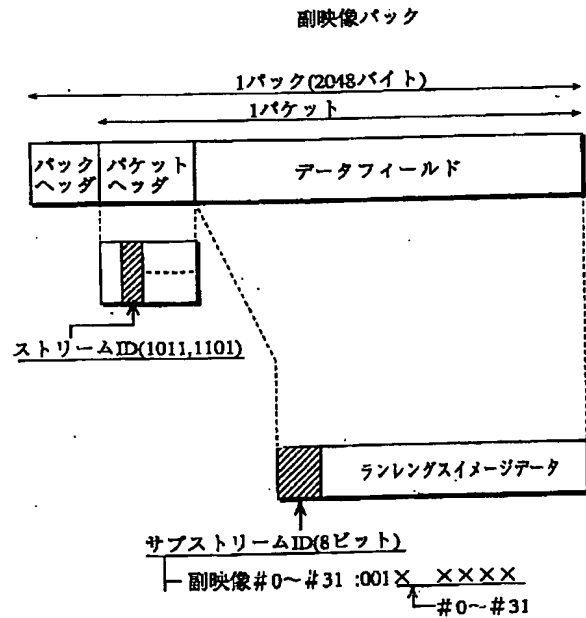 副映像パック
1パック(2048バイト)
1パケット
パック
ヘッダ
パケット
ヘッダ
データフィールド
ストリームID(1011,1101)
ランレングスイメージデータ
サブストリームID(8ビット)
副映像#0～#31 :001× ××××
#0～#31